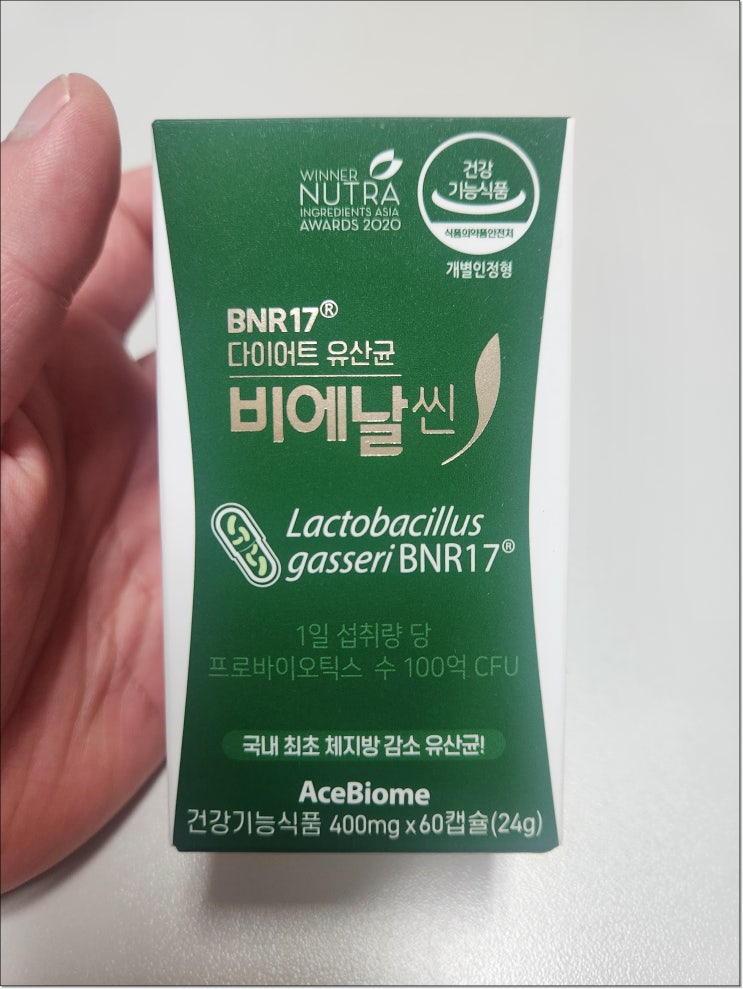 WINNER
NUTRA
INGREDIENTS ASIA
AWARDS 2020
건강
기능식품
식품의약품안전처
개별인정형
BNR17®
다이어트 유산균
비에날씬
Lactobacillus
gasseri BNR17®
1일 섭취량 당
프로바이오틱스 수 100억 CFU
국내 최초 체지방 감소 유산균!
AceBiome
건강기능식품 400mg x 60캡슐(24g)